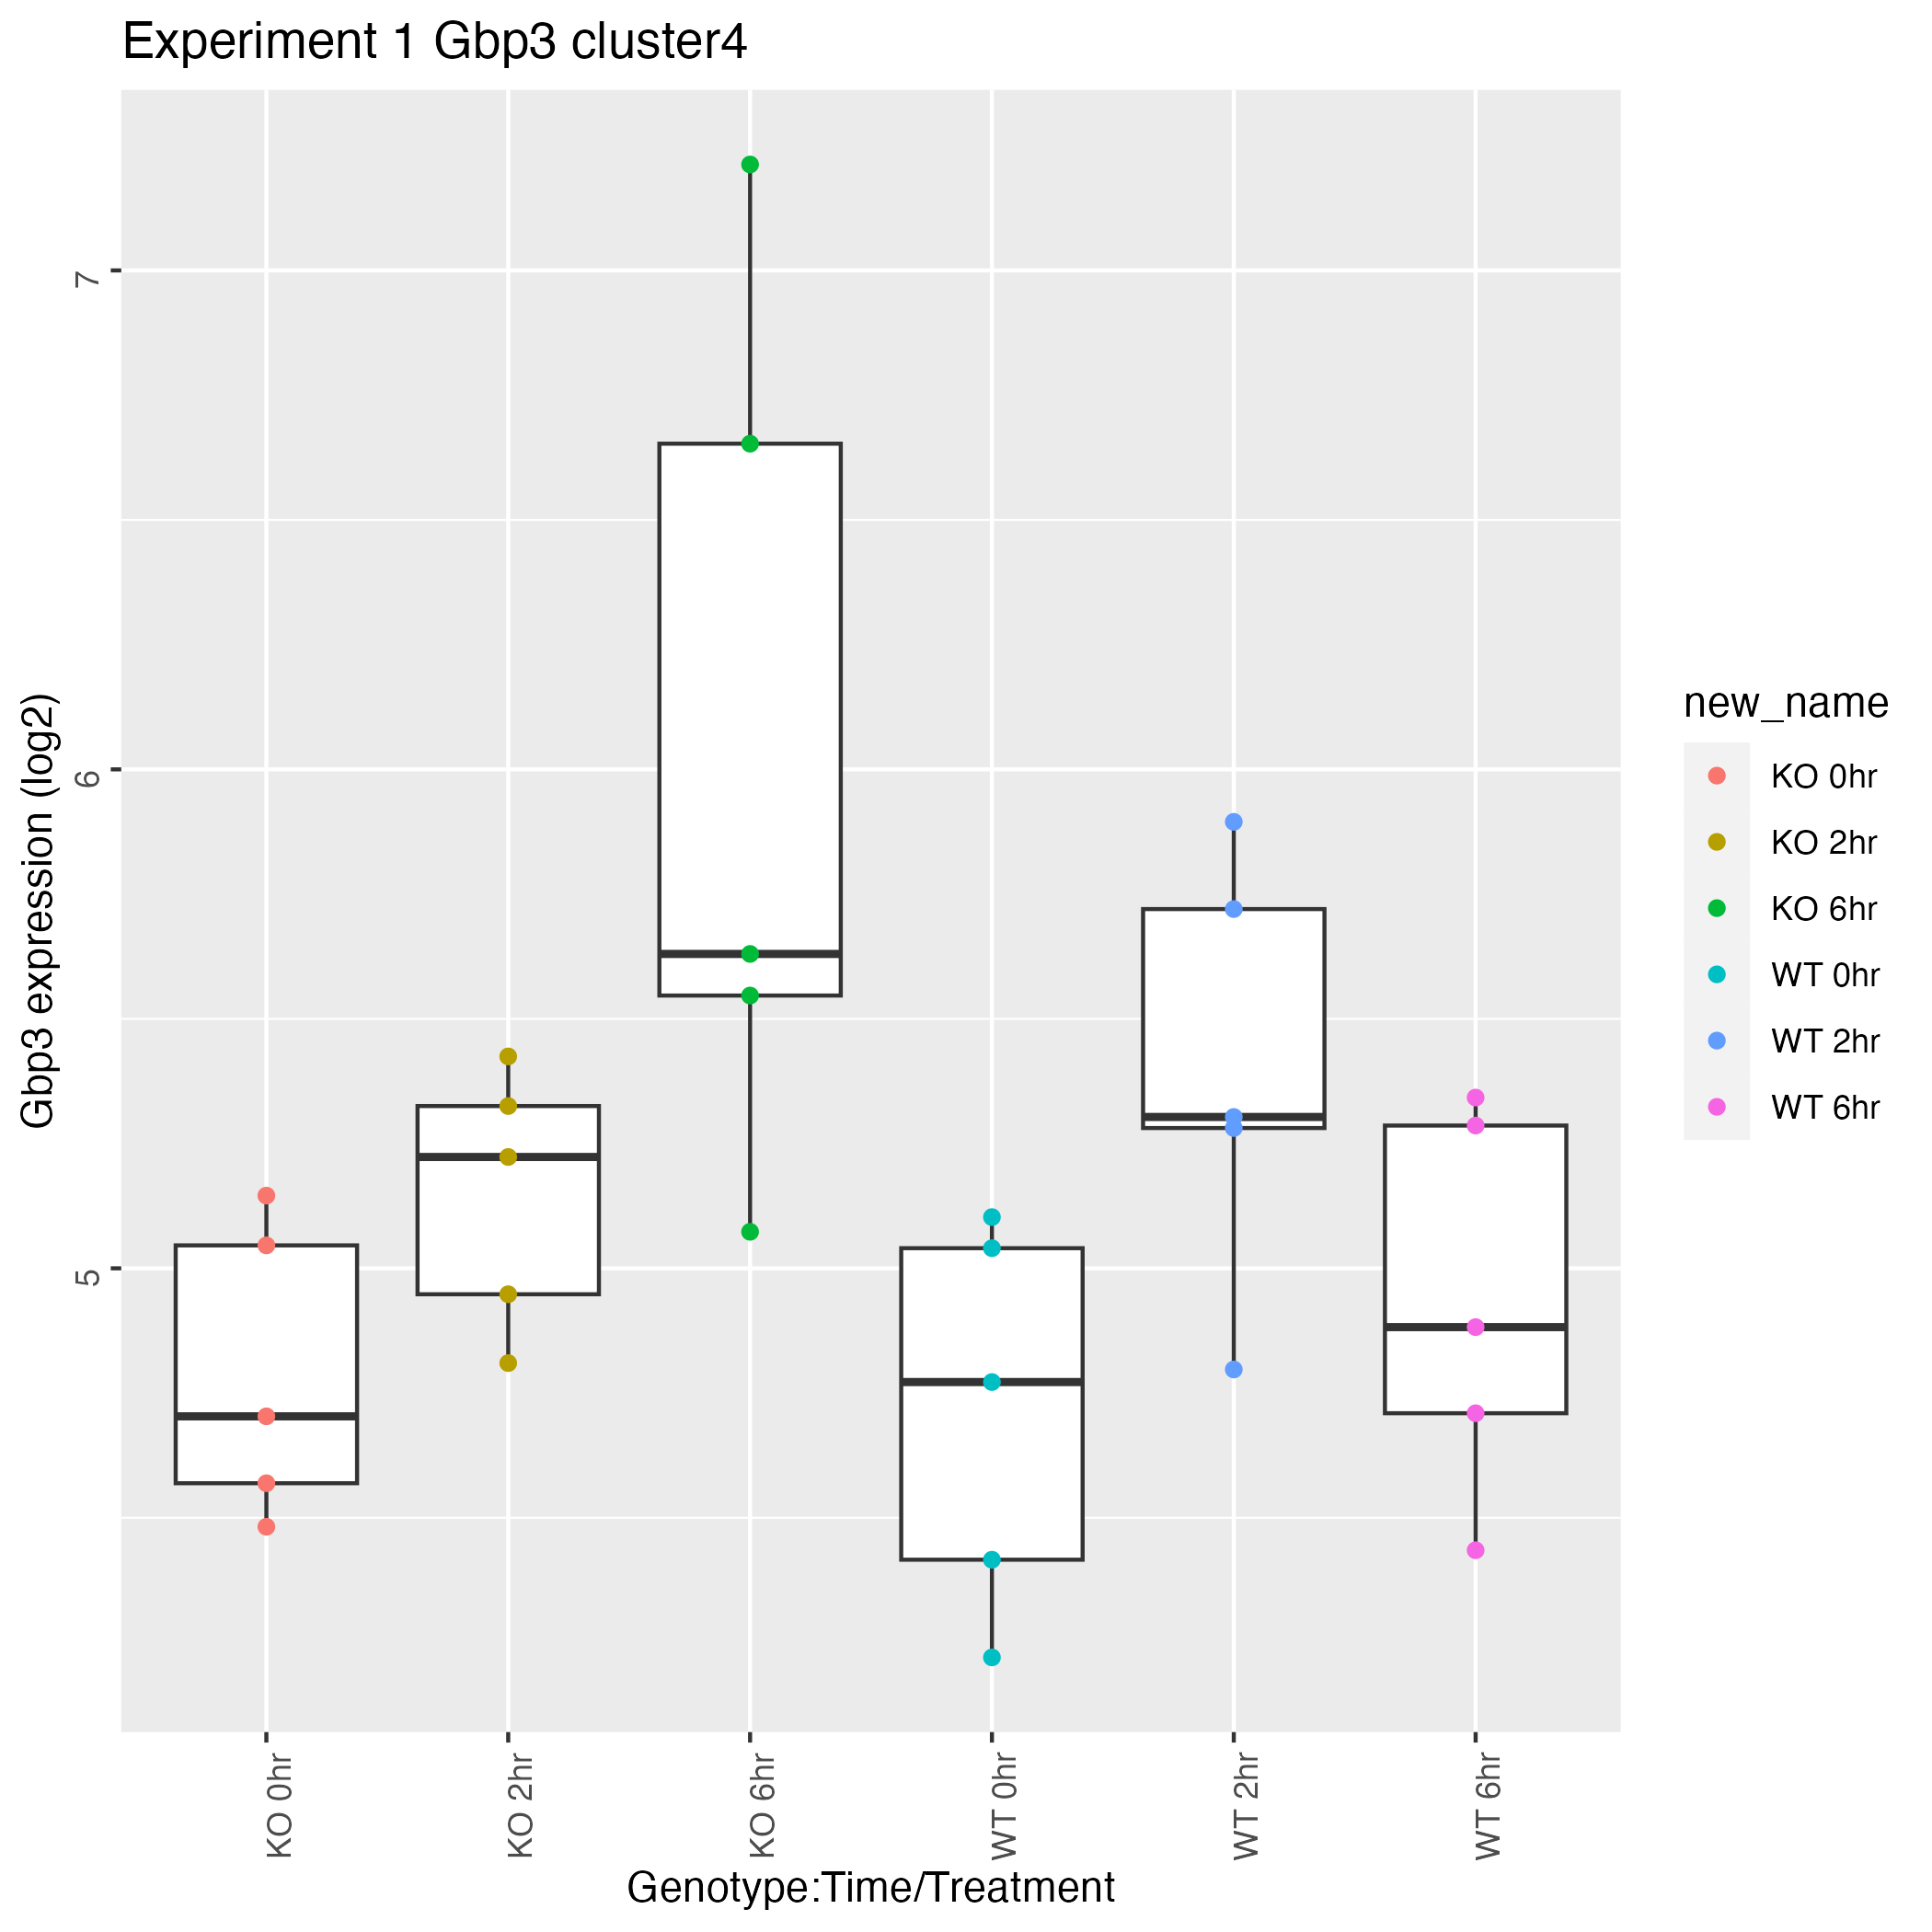 Experiment 1 Gbp3 cluster4
Gbp3 expression (log2)
7
6
5
KO 0hr
KO 2hr
KO 6hr
WT 0hr
WT 2hr
WT 6hr
Genotype:Time/Treatment
new_name
KO 0hr
KO 2hr
KO 6hr
WT 0hr
WT 2hr
WT 6hr